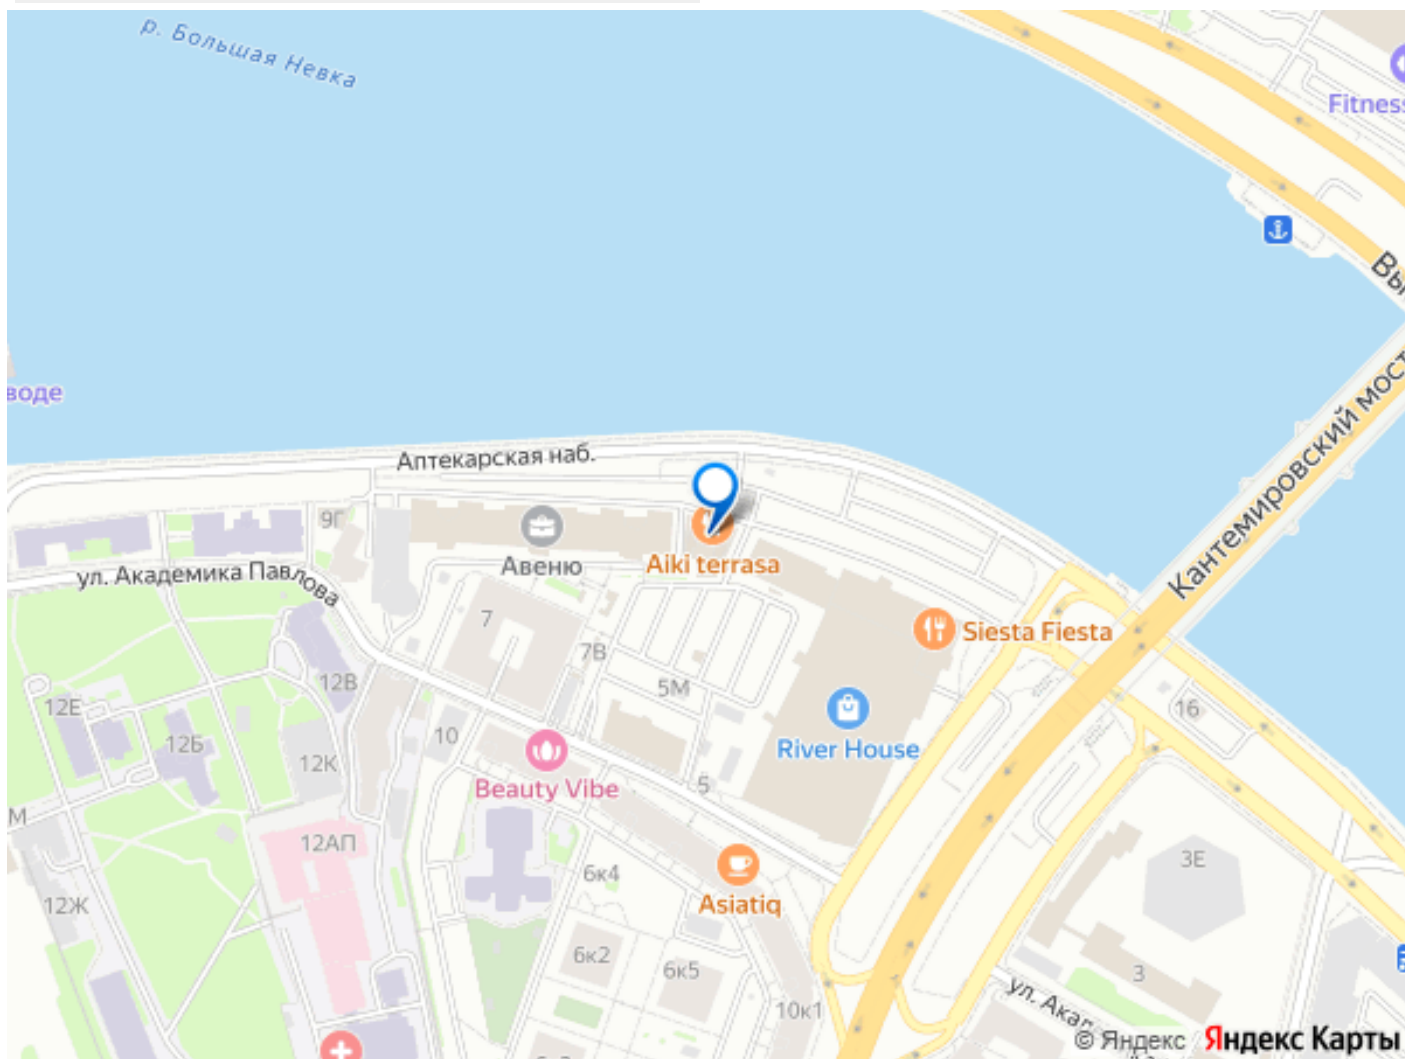 р. Большая Невка
Fitness
Вы
воде
Кантемировский мост
Аптекарская наб.
9Г
Авеню
Aiki terrasa
ул. Академика Павлова
7
Siesta Fiesta
7В
5М
12В
12Е
16
12Б
10
River House
12К
5
Beauty Vibe
М
12АП
3Е
6к4
12Ж
Asiatiq
6к2
6к5
3
10к1
ул. Ака
© Яндекс Яндекс Карты